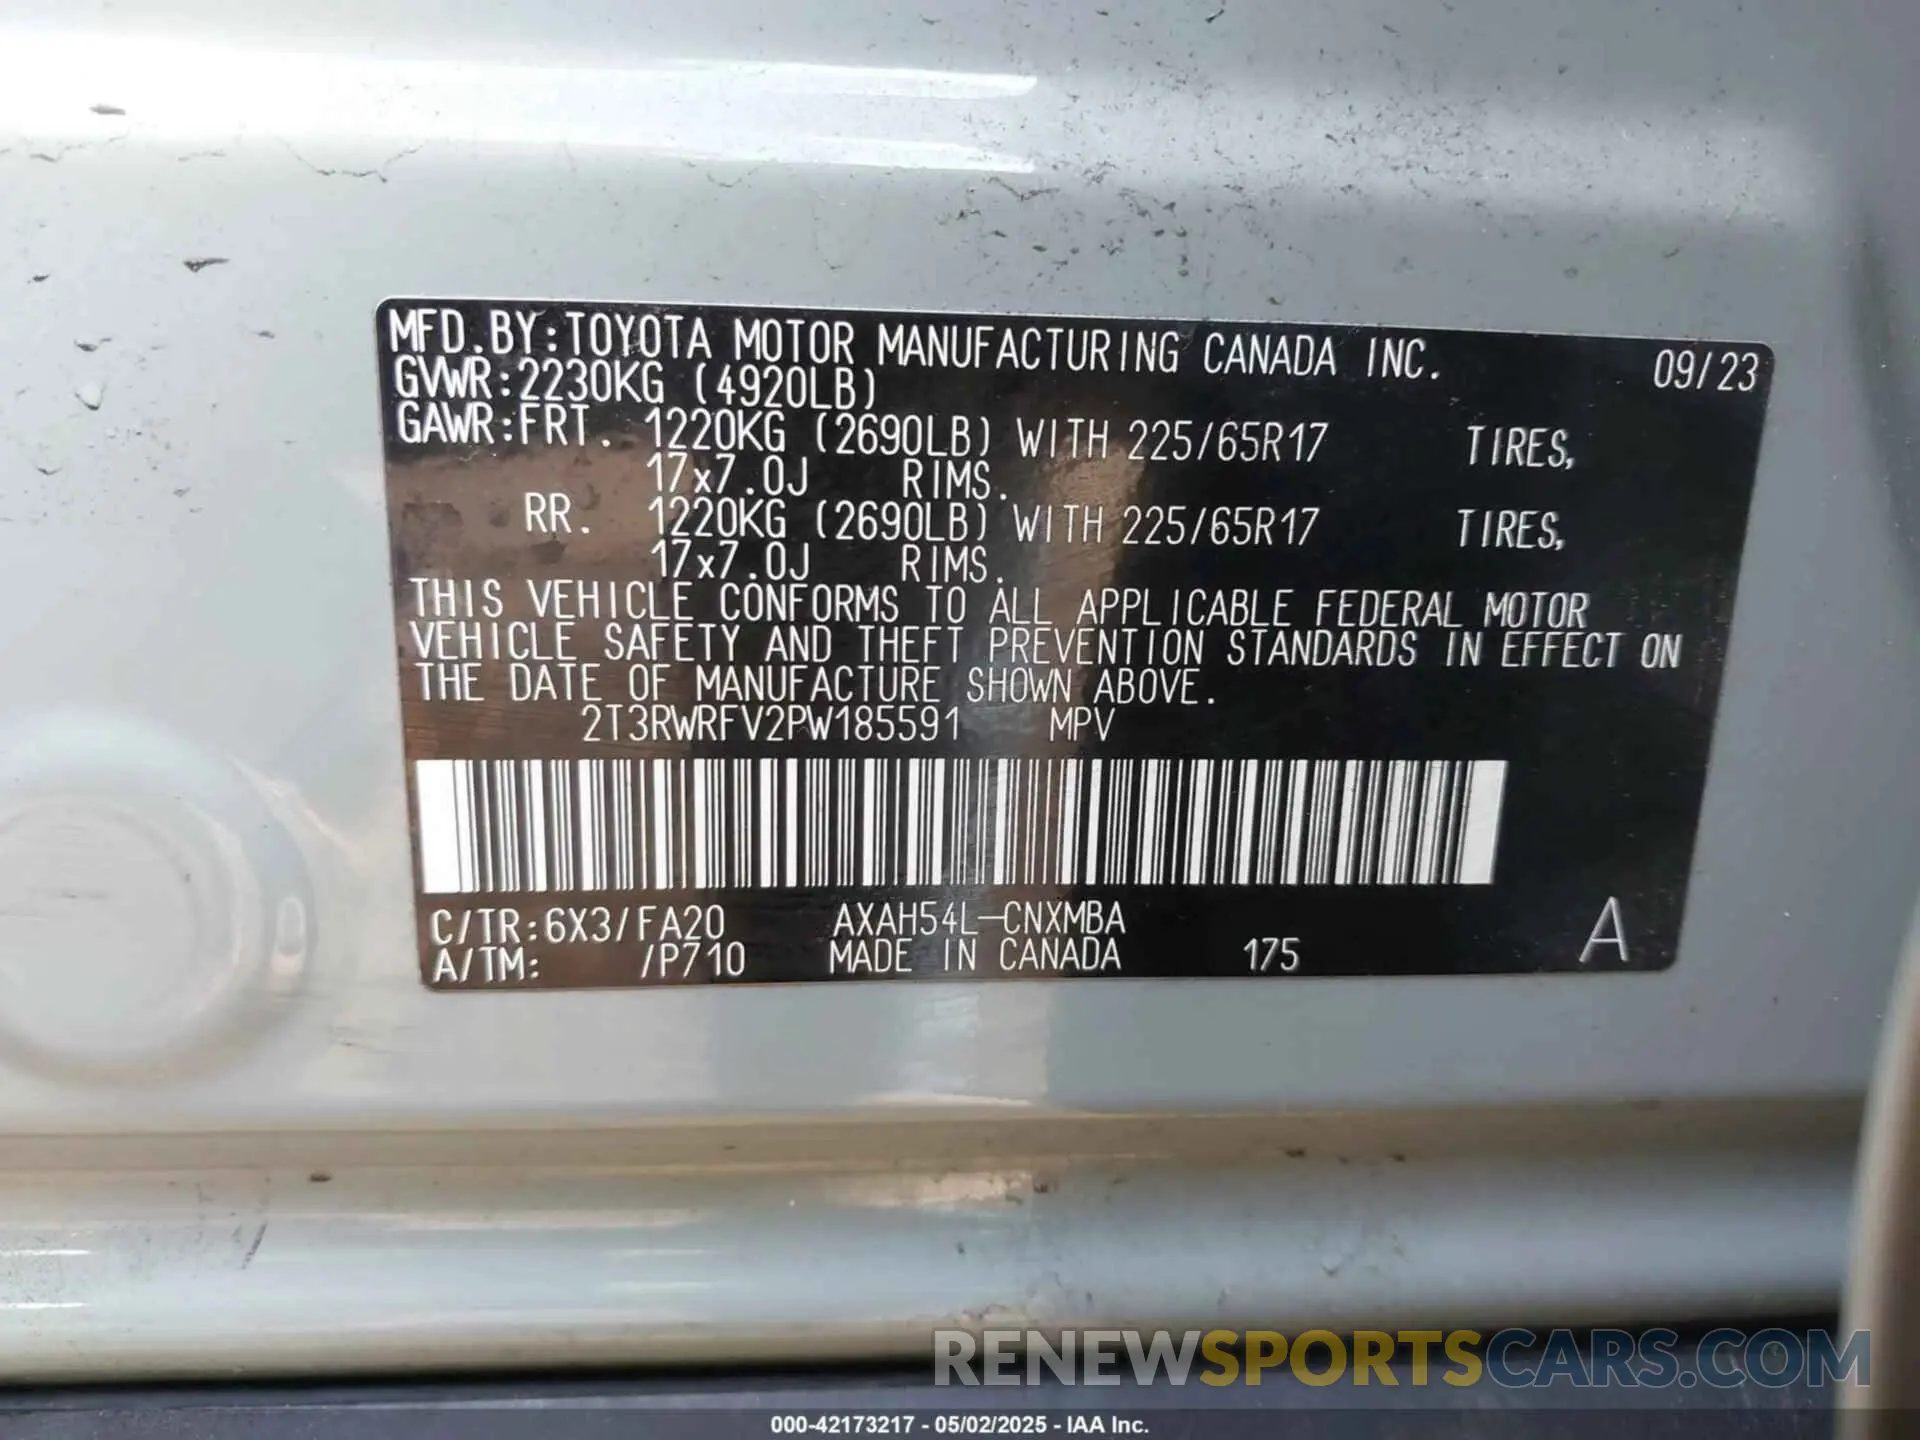 MFD.BY:TOYOTA MOTOR MANUFACTURING CANADA INC. 09/23
GVWR:2230KG (4920LB)
GAWR:FRT. 1220KG (2690LB) WITH 225/65R17 TIRES,
17x7.0J RIMS.
RR. 1220KG (2690LB) WITH 225/65R17 TIRES,
17x7.0J RIMS.
THIS VEHICLE CONFORMS TO ALL APPLICABLE FEDERAL MOTOR
VEHICLE SAFETY AND THEFT PREVENTION STANDARDS IN EFFECT ON
THE DATE OF MANUFACTURE SHOWN ABOVE.
2T3RWRFV2PW185591 MPV
C/TR:6X3/FA20 AXAH54L-CNXMBA
A/TM: /P710 MADE IN CANADA 175 A
RENEWSPORTSCARS.COM
000-42173217 - 05/02/2025 - IAA Inc.